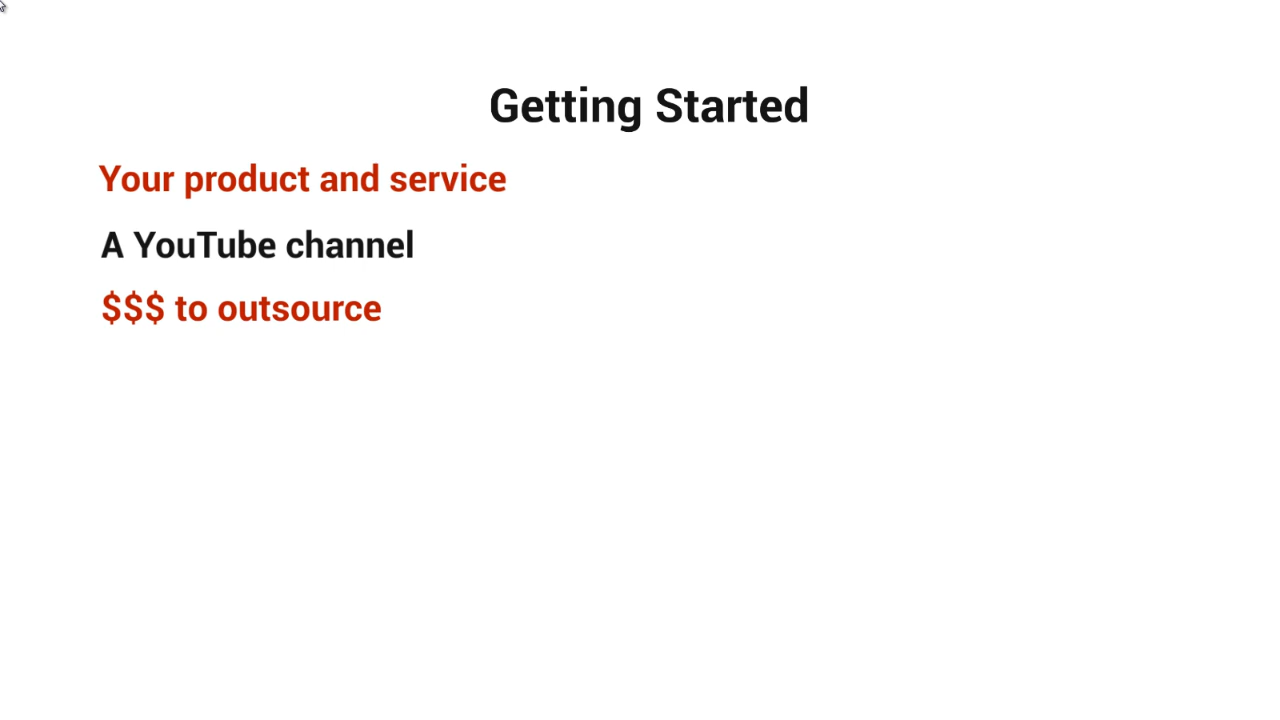 Getting Started
Your product and service
A YouTube channel
$$$ to outsource